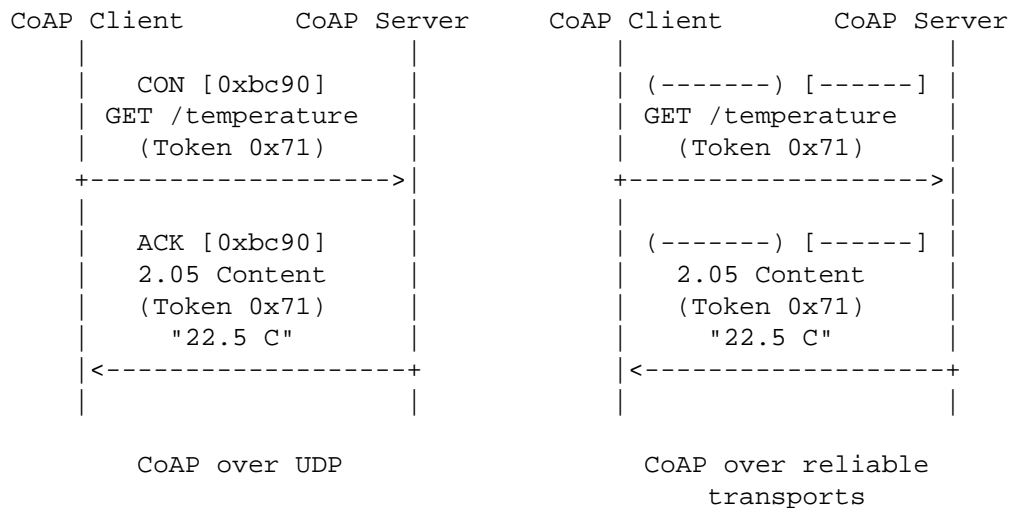 CoAP Client       CoAP Server     CoAP Client       CoAP Server
    |                    |            |                    |
    |   CON [0xbc90]     |            | (-------) [------] |
    | GET /temperature   |            | GET /temperature   |
    |   (Token 0x71)     |            |   (Token 0x71)     |
    +------------------->|            +------------------->|
    |                    |            |                    |
    |   ACK [0xbc90]     |            | (-------) [------] |
    |   2.05 Content     |            |   2.05 Content     |
    |   (Token 0x71)     |            |   (Token 0x71)     |
    |     "22.5 C"       |            |     "22.5 C"       |
    |<-------------------+            |<-------------------+
    |                    |            |                    |

        CoAP over UDP                   CoAP over reliable
                                            transports